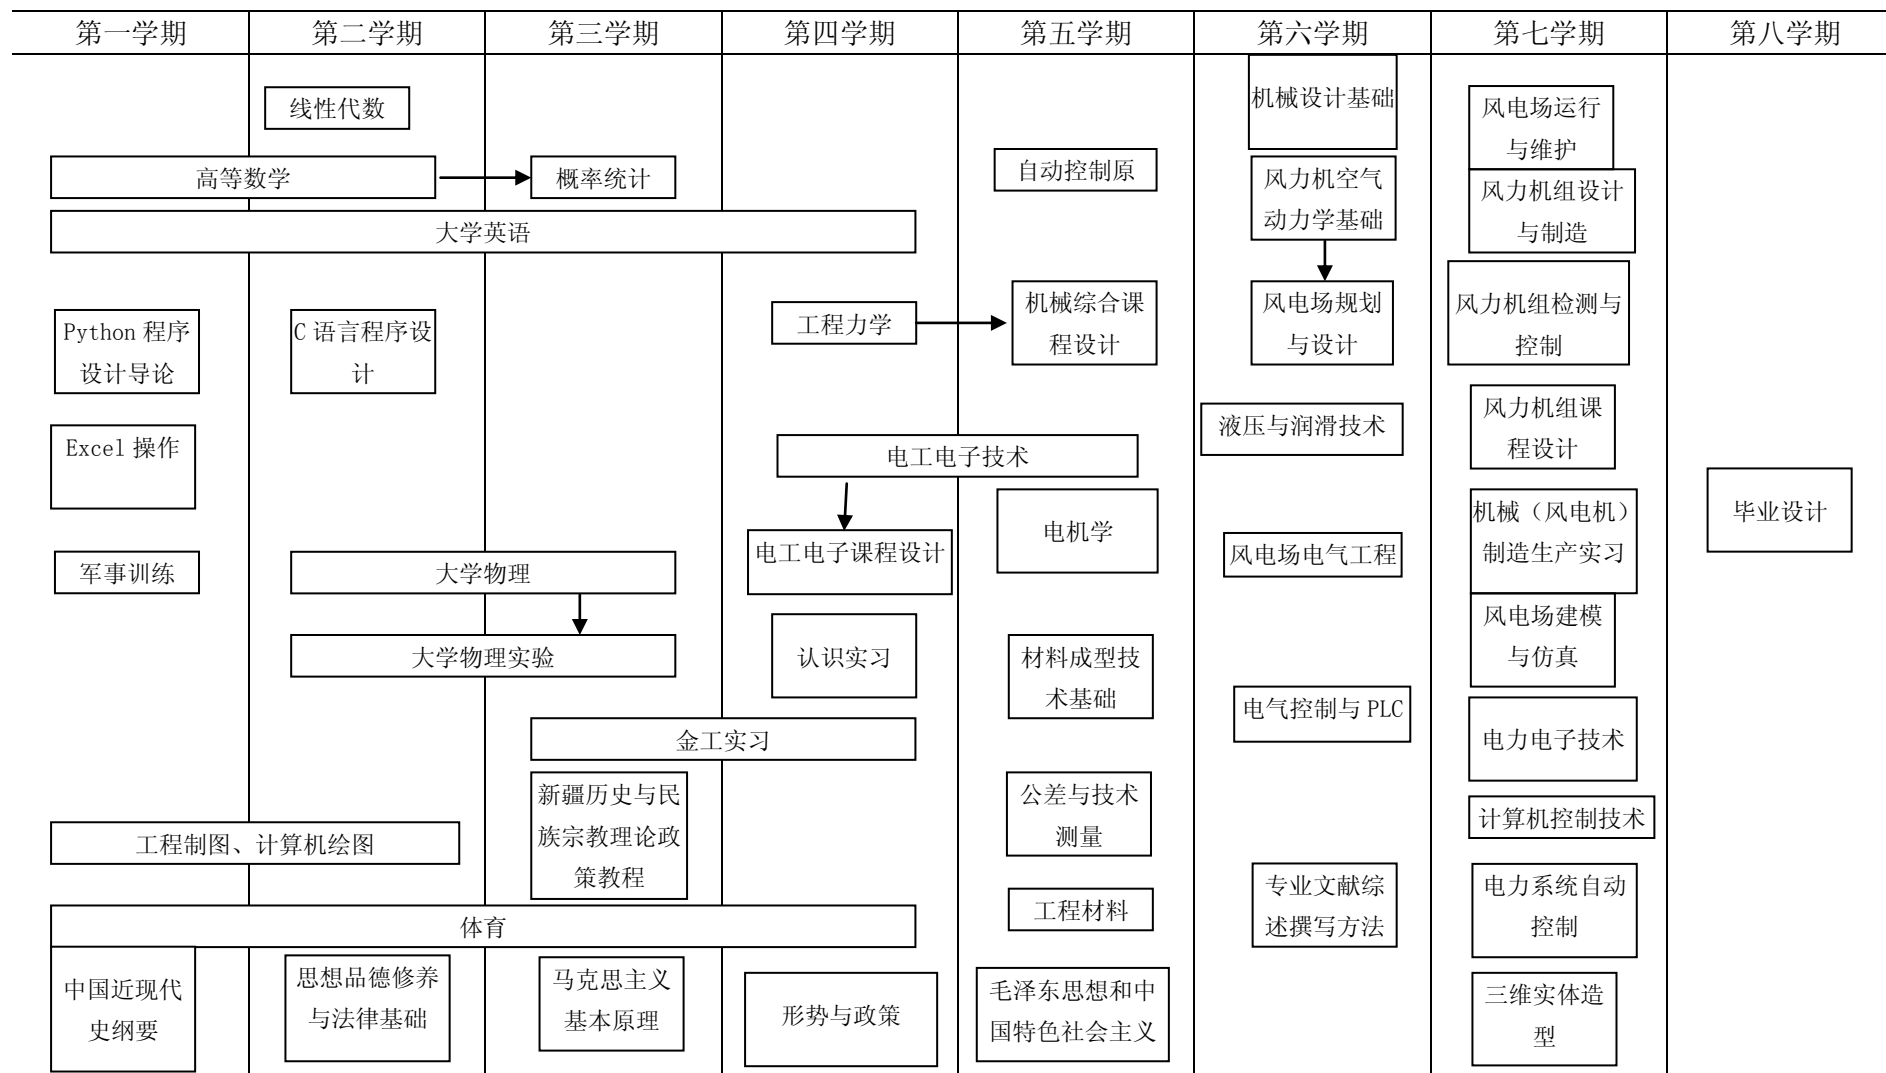 第一学期 第二学期 第三学期 第四学期 第五学期 第六学期 第七学期 第八学期
线性代数
高等数学
概率统计
大学英语
Python 程序
设计导论
C 语言程序设
计
Excel 操作
军事训练
大学物理
大学物理实验
金工实习
新疆历史与民
族宗教理论政
策教程
工程制图、计算机绘图
体育
中国近现代
史纲要
思想品德修养
与法律基础
马克思主义
基本原理
工程力学
电工电子技术
电工电子课程设计
认识实习
形势与政策
自动控制原
机械综合课
程设计
电机学
材料成型技
术基础
公差与技术
测量
工程材料
毛泽东思想和中
国特色社会主义
机械设计基础
风力机空气
动力学基础
风电场规划
与设计
液压与润滑技术
风电场电气工程
电气控制与 PLC
专业文献综
述撰写方法
风电场运行
与维护
风力机组设计
与制造
风力机组检测与
控制
风力机组课
程设计
机械（风电机）
制造生产实习
风电场建模
与仿真
电力电子技术
计算机控制技术
电力系统自动
控制
三维实体造
型
毕业设计